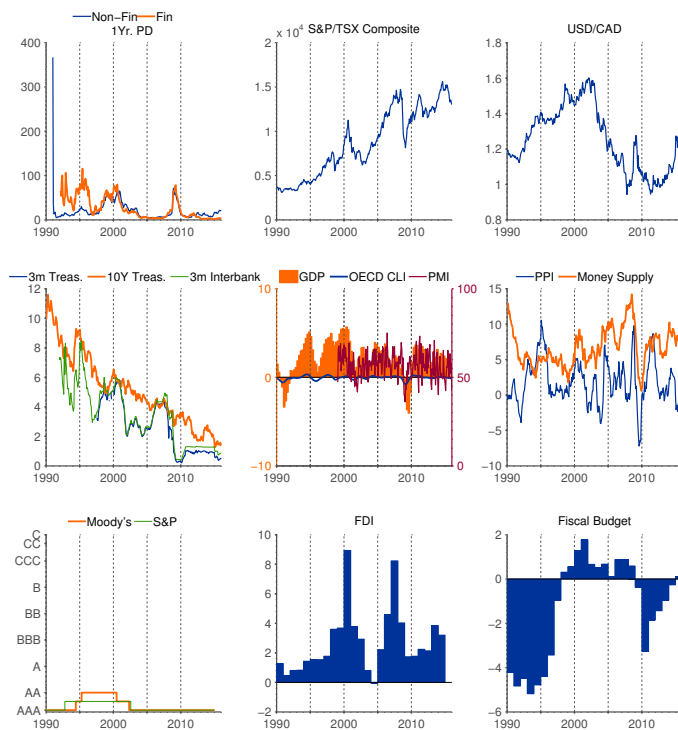 Non−Fin Fin
1Yr. PD
400
300
200
100
0
1990 2000 2010
S&P/TSX Composite
2 x 10^4
1.5
1
0.5
0
1990 2000 2010
USD/CAD
1.8
1.6
1.4
1.2
1
0.8
1990 2000 2010
3m Treas. 10Y Treas. 3m Interbank
12
10
8
6
4
2
0
1990 2000 2010
GDP OECD CLI PMI
10 100
0 50
−10 0
1990 2000 2010
PPI Money Supply
15
10
5
0
−5
−10
1990 2000 2010
Moody's S&P
C
CC
CCC
B
BB
BBB
A
AA
AAA
1990 2000 2010
FDI
10
8
6
4
2
0
−2
1990 2000 2010
Fiscal Budget
2
0
−2
−4
−6
1990 2000 2010